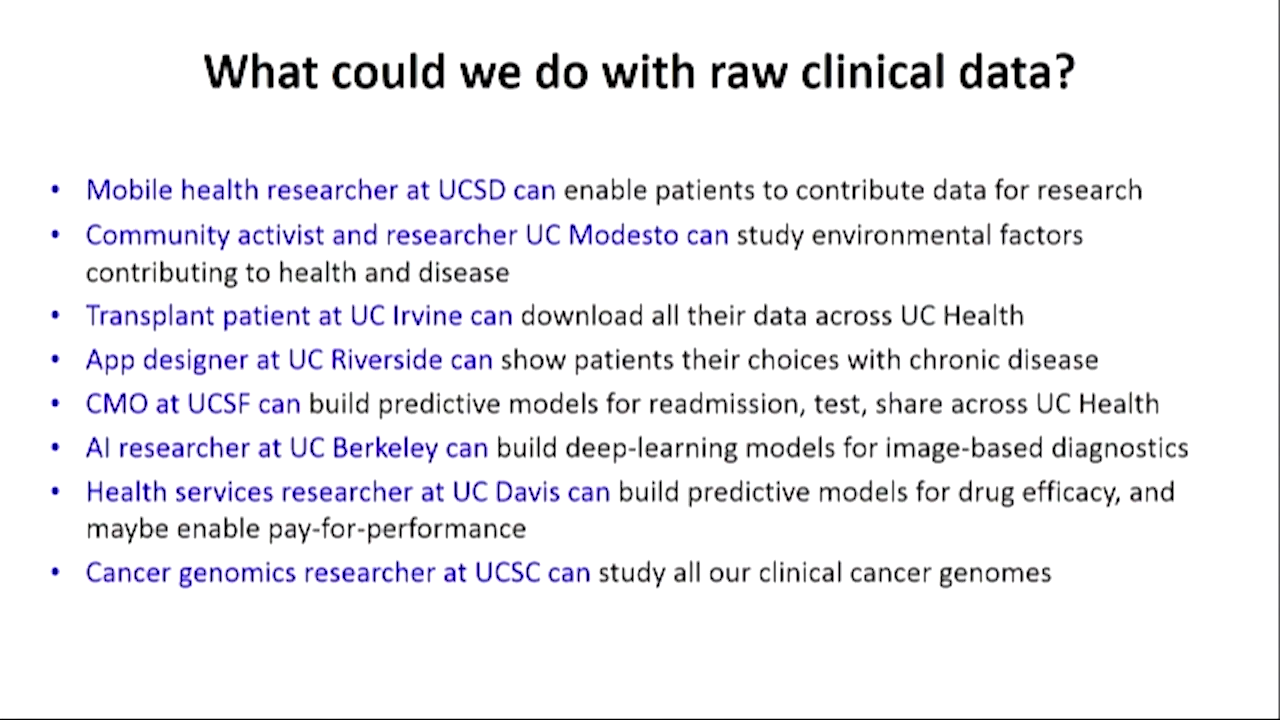 What could we do with raw clinical data?
• Mobile health researcher at UCSD can enable patients to contribute data for research
• Community activist and researcher UC Modesto can study environmental factors
contributing to health and disease
• Transplant patient at UC Irvine can download all their data across UC Health
• App designer at UC Riverside can show patients their choices with chronic disease
• CMO at UCSF can build predictive models for readmission, test, share across UC Health
• AI researcher at UC Berkeley can build deep-learning models for image-based diagnostics
• Health services researcher at UC Davis can build predictive models for drug efficacy, and
maybe enable pay-for-performance
• Cancer genomics researcher at UCSC can study all our clinical cancer genomes